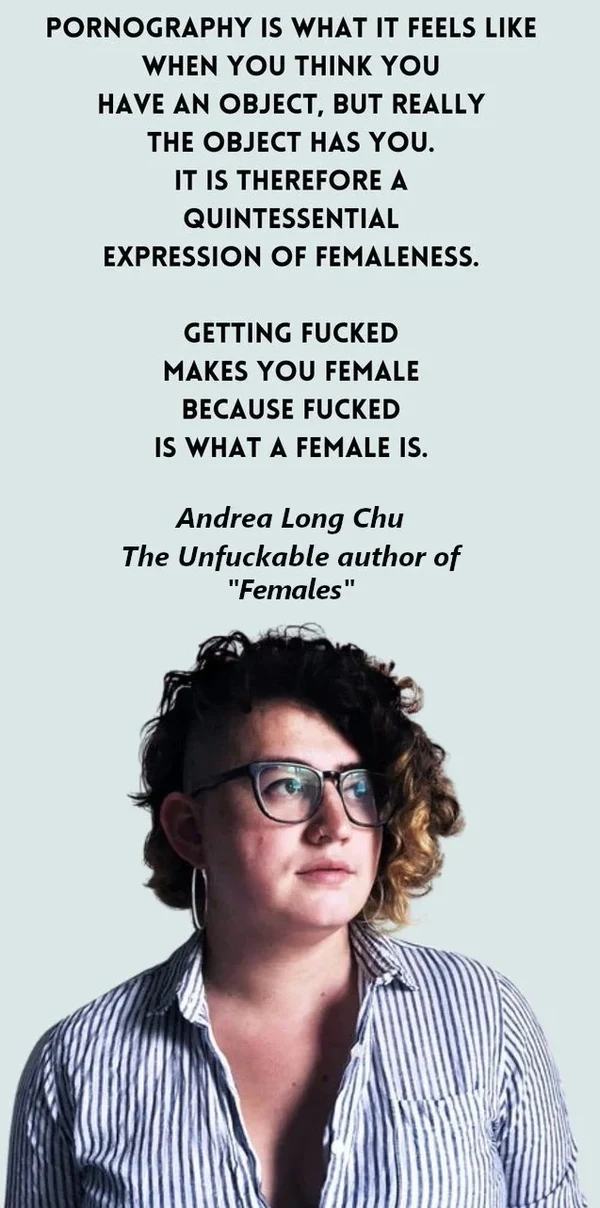 PORNOGRAPHY IS WHAT IT FEELS LIKE
WHEN YOU THINK YOU
HAVE AN OBJECT, BUT REALLY
THE OBJECT HAS YOU.
IT IS THEREFORE A
QUINTESSENTIAL
EXPRESSION OF FEMALENESS.
GETTING FUCKED
MAKES YOU FEMALE
BECAUSE FUCKED
IS WHAT A FEMALE IS.
Andrea Long Chu
The Unfuckable author of
"Females"